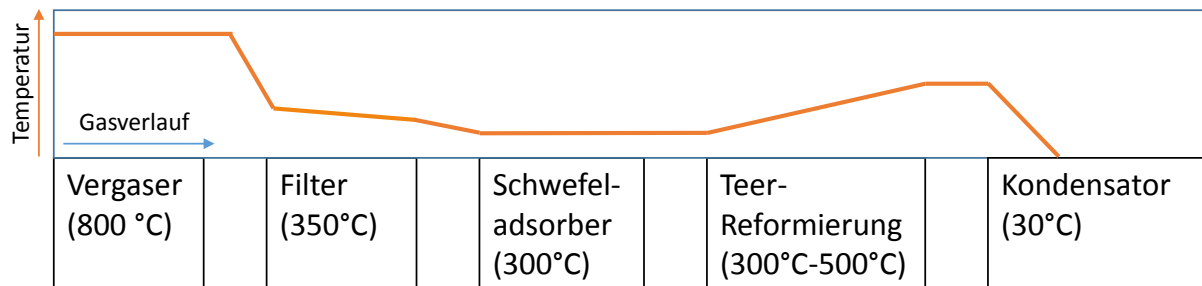 Temperatur
Gasverlauf
Vergaser
(800 °C)
Filter
(350°C)
Schwefel-
adsorber
(300°C)
Teer-
Reformierung
(300°C-500°C)
Kondensator
(30°C)